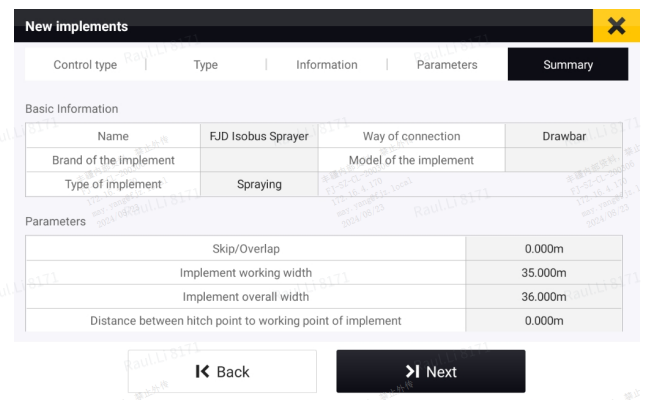 New implements
Control type | Type | Information | Parameters Summary
Basic Information
Name FJD Isobus Sprayer Way of connection Drawbar
Brand of the implement Model of the implement
Type of implement Spraying
Parameters
Skip/Overlap 0.000m
Implement working width 35.000m
Implement overall width 36.000m
Distance between hitch point to working point of implement 0.000m
Back Next